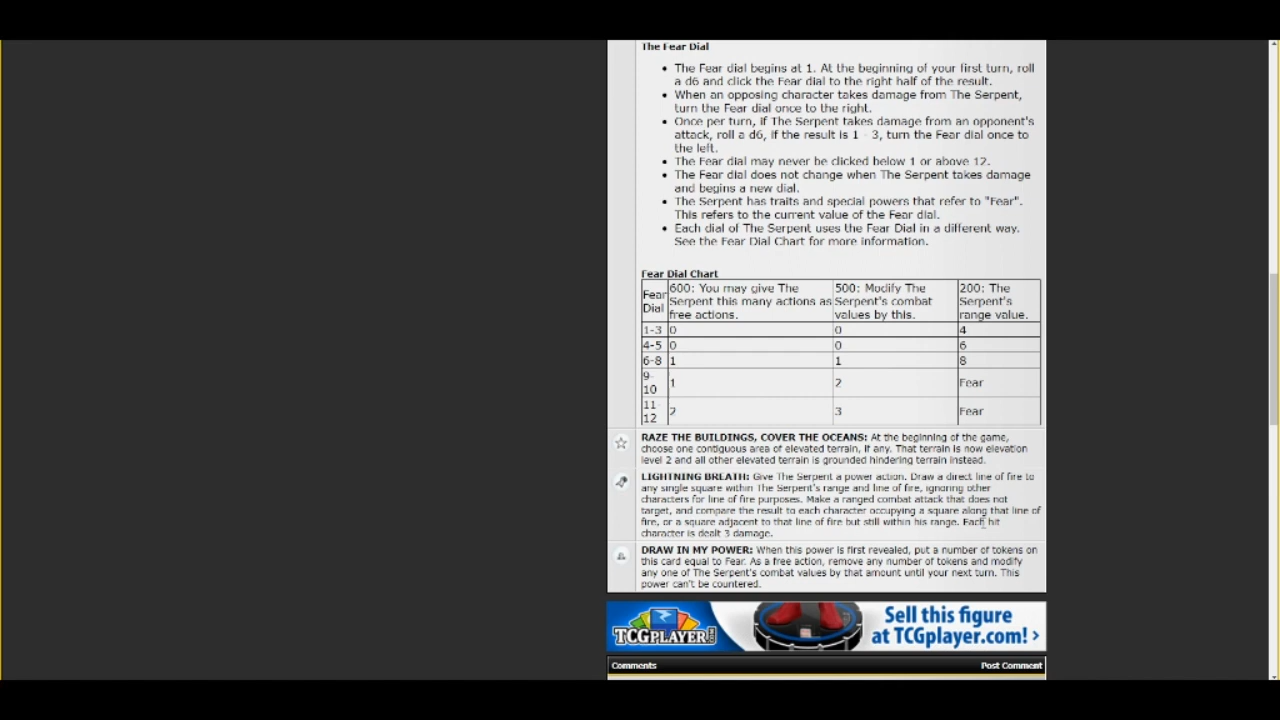 The Fear Dial
• The Fear dial begins at 1. At the beginning of your first turn, roll
a d6 and click the Fear dial to the right half of the result.
• When an opposing character takes damage from The Serpent,
turn the Fear dial once to the right.
• Once per turn, if The Serpent takes damage from an opponent's
attack, roll a d6, if the result is 1 - 3, turn the Fear dial once to
the left.
• The Fear dial may never be clicked below 1 or above 12.
• The Fear dial does not change when The Serpent takes damage
and begins a new dial.
• The Serpent has traits and special powers that refer to "Fear".
This refers to the current value of the Fear dial.
• Each dial of The Serpent uses the Fear Dial in a different way.
See the Fear Dial Chart for more information.
Fear Dial Chart
Fear Dial 600: You may give The Serpent this many actions as free actions. 500: Modify The Serpent's combat values by this. 200: The Serpent's range value.
1-3 0 0 4
4-5 0 0 6
6-8 1 1 8
9-10 1 2 Fear
11-12 2 3 Fear
RAZE THE BUILDINGS, COVER THE OCEANS: At the beginning of the game,
choose one contiguous area of elevated terrain, if any. That terrain is now elevation
level 2 and all other elevated terrain is grounded hindering terrain instead.
LIGHTNING BREATH: Give The Serpent a power action. Draw a direct line of fire to
any single square within The Serpent's range and line of fire, ignoring other
characters for line of fire purposes. Make a ranged combat attack that does not
target, and compare the result to each character occupying a square along that line of
fire, or a square adjacent to that line of fire but still within his range. Each hit
character is dealt 3 damage.
DRAW IN MY POWER: When this power is first revealed, put a number of tokens on
this card equal to Fear. As a free action, remove any number of tokens and modify
any one of The Serpent's combat values by that amount until your next turn. This
power can't be countered.
TCGPLAYER.COM
Sell this figure
at TCGplayer.com! ›
Comments Post Comment